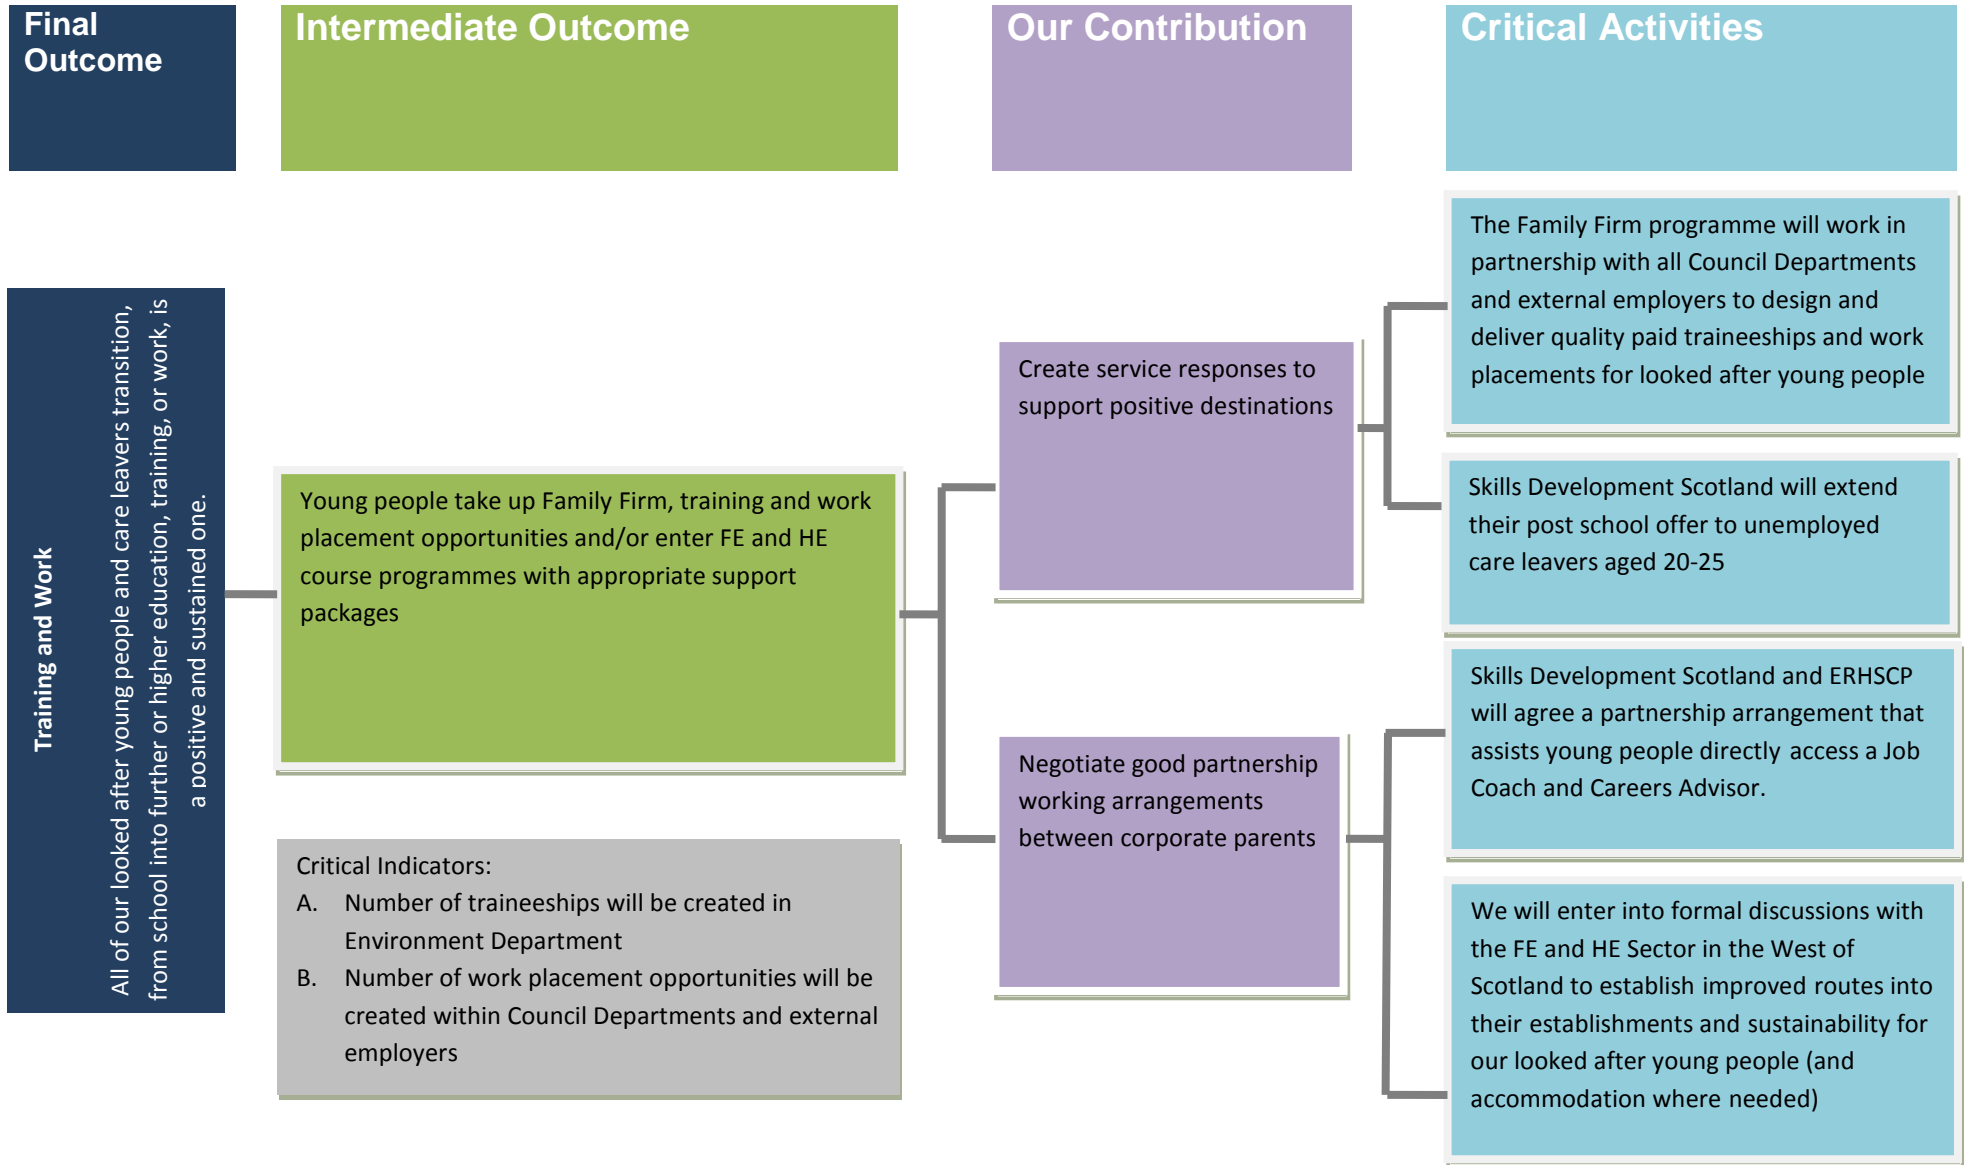 Final
Outcome
Intermediate Outcome
Our Contribution
Critical Activities
Training and Work
All of our looked after young people and care leavers transition,
from school into further or higher education, training, or work, is
a positive and sustained one.
Young people take up Family Firm, training and work
placement opportunities and/or enter FE and HE
course programmes with appropriate support
packages
Critical Indicators:
A. Number of traineeships will be created in
Environment Department
B. Number of work placement opportunities will be
created within Council Departments and external
employers
Create service responses to
support positive destinations
Negotiate good partnership
working arrangements
between corporate parents
The Family Firm programme will work in
partnership with all Council Departments
and external employers to design and
deliver quality paid traineeships and work
placements for looked after young people
Skills Development Scotland will extend
their post school offer to unemployed
care leavers aged 20-25
Skills Development Scotland and ERHSCP
will agree a partnership arrangement that
assists young people directly access a Job
Coach and Careers Advisor.
We will enter into formal discussions with
the FE and HE Sector in the West of
Scotland to establish improved routes into
their establishments and sustainability for
our looked after young people (and
accommodation where needed)